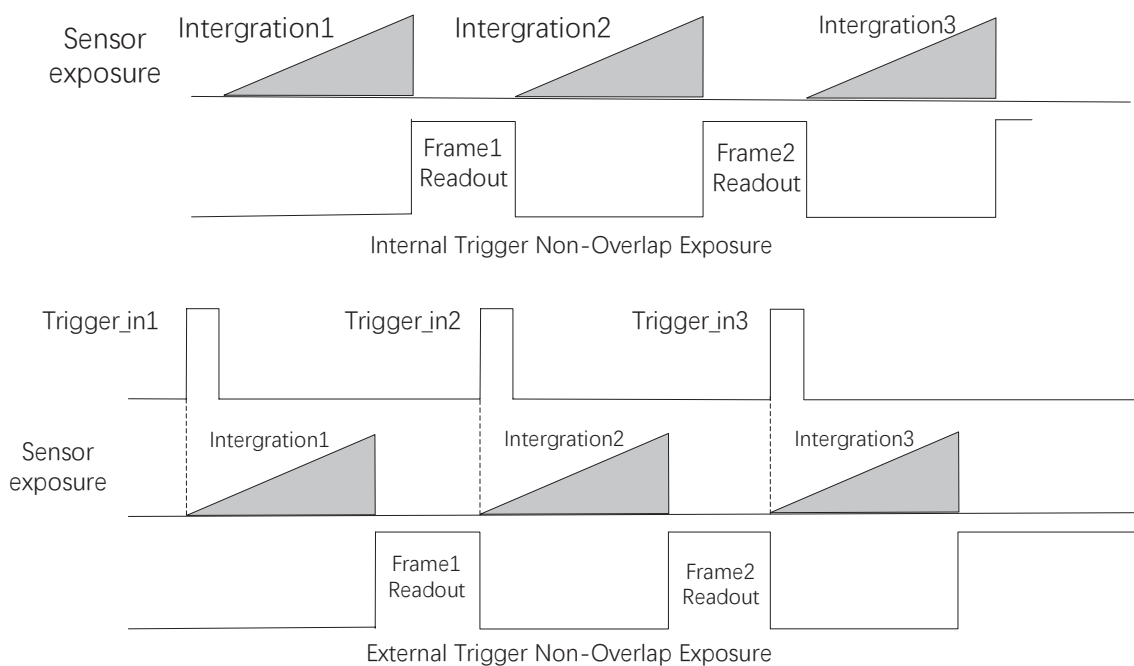 Sensor
exposure
Intergration1
Intergration2
Intergration3
Frame1
Readout
Frame2
Readout
Internal Trigger Non-Overlap Exposure
Trigger_in1
Trigger_in2
Trigger_in3
Sensor
exposure
Intergration1
Intergration2
Intergration3
Frame1
Readout
Frame2
Readout
External Trigger Non-Overlap Exposure